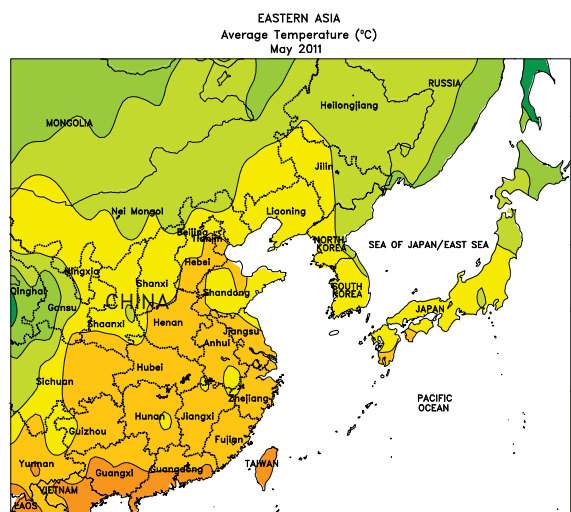 EASTERN ASIA
Average Temperature (°C)
May 2011
RUSSIA
Heilongjiang
MONGOLIA
Jilin
Nei Mongol
Liaoning
Beijing
Tianjin
NORTH
KOREA
SEA OF JAPAN/EAST SEA
Hebei
Ningxia
Shanxi
Qinghai
Shandong
SOUTH
KOREA
CHINA
Gansu
JAPAN
Shaanxi
Henan
Jiangsu
Anhui
Hubei
Sichuan
Zhejiang
PACIFIC
OCEAN
Hunan
Jiangxi
Guizhou
Fujian
Yunnan
Guangxi
Guangdong
TAIWAN
VIETNAM
LAOS